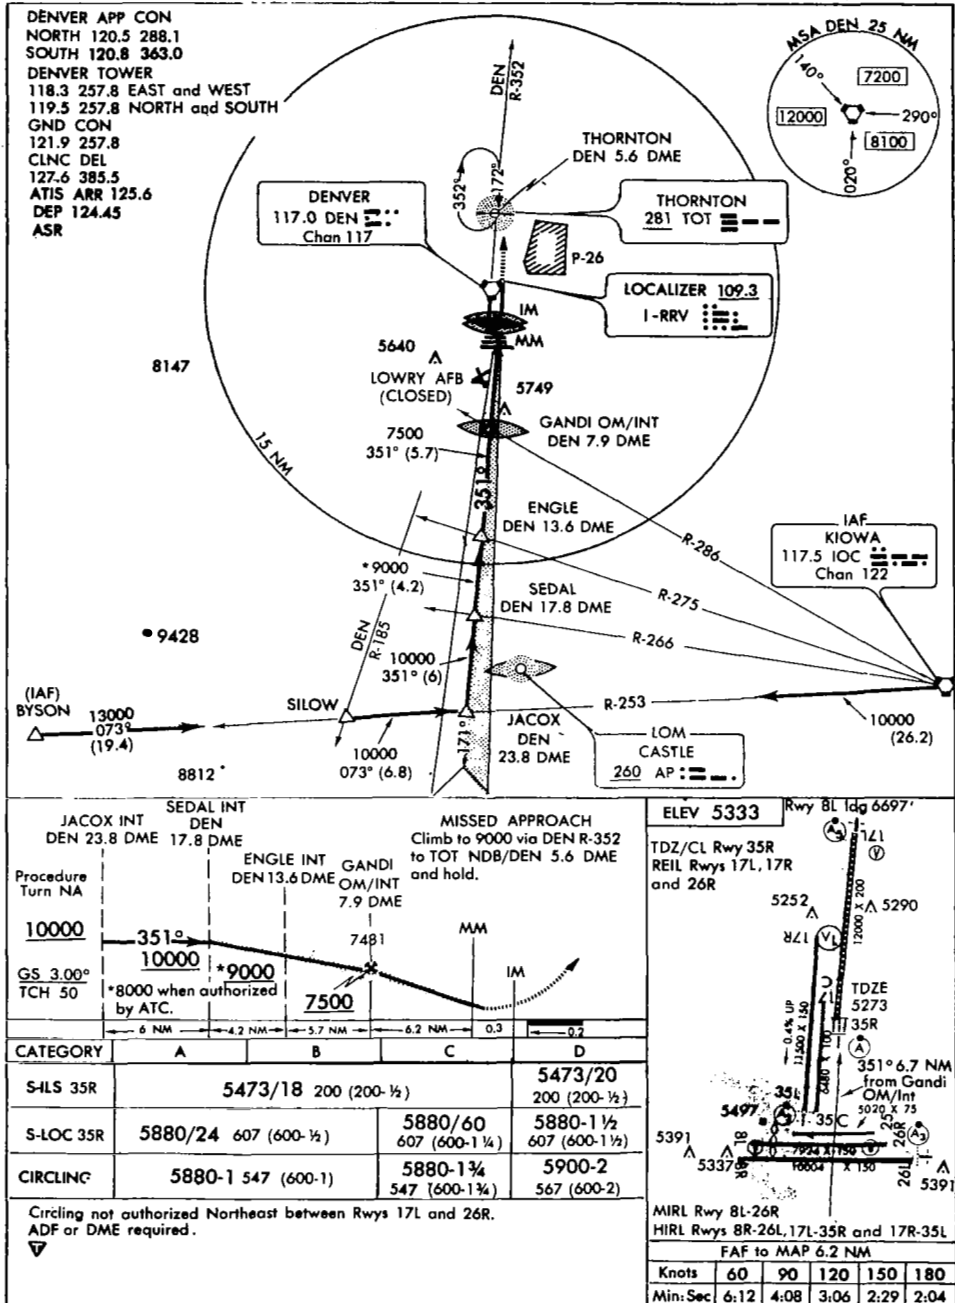 DENVER APP CON
NORTH 120.5 288.1
SOUTH 120.8 363.0
DENVER TOWER
118.3 257.8 EAST and WEST
119.5 257.8 NORTH and SOUTH
GND CON
121.9 257.8
CLNC DEL
127.6 385.5
ATIS ARR 125.6
DEP 124.45
ASR
MSA DEN 25 NM
140°
7200
12000
290°
8100
020°
DEN
R-352
THORNTON
DEN 5.6 DME
352°
172°
DENVER
117.0 DEN
Chan 117
THORNTON
281 TOT
P-26
LOCALIZER 109.3
I-RRV
IM
MM
8147
5640
LOWRY AFB
(CLOSED)
5749
GANDI OM/INT
DEN 7.9 DME
7500
351° (5.7)
15 NM
351°
ENGLE
DEN 13.6 DME
R-286
IAF
KIOWA
117.5 IOC
Chan 122
*9000
351° (4.2)
R-275
SEDAL
DEN 17.8 DME
R-266
9428
DEN
R-185
10000
351° (6)
(IAF)
BYSON
13000
073°
(19.4)
SILOW
R-253
10000
073° (6.8)
171°
JACOX
DEN
23.8 DME
10000
(26.2)
8812
LOM
CASTLE
260 AP
JACOX INT
DEN 23.8 DME
SEDAL INT
DEN
17.8 DME
ENGLE INT
DEN 13.6 DME
GANDI
OM/INT
7.9 DME
MISSED APPROACH
Climb to 9000 via DEN R-352
to TOT NDB/DEN 5.6 DME
and hold.
Procedure
Turn NA
7481
MM
10000
351°
10000
IM
GS 3.00°
TCH 50
*9000
*8000 when authorized
by ATC.
7500
6 NM
4.2 NM
5.7 NM
6.2 NM
0.3
0.2
CATEGORY A B C D
S-ILS 35R 5473/18 200 (200-½) 5473/20 200 (200-½)
S-LOC 35R 5880/24 607 (600-½) 5880/60 607 (600-1¼) 5880-1½ 607 (600-1½)
CIRCLING 5880-1 547 (600-1) 5880-1¾ 547 (600-1¾) 5900-2 567 (600-2)
Circling not authorized Northeast between Rwys 17L and 26R.
ADF or DME required.
T
ELEV 5333
Rwy 8L ldg 6697'
TDZ/CL Rwy 35R
REIL Rwys 17L, 17R
and 26R
17L
V
5252
5290
12000 X 200
17R
TDZE
5273
35R
A
0.4% UP
11500 X 150
6480 X 100
351° 6.7 NM
from Gandi
OM/Int
35L
5497
35C
5020 X 75
25
26R
A3
5391
5337
8L
8R
7924 X 150
10004 X 150
26L
5391
MIRL Rwy 8L-26R
HIRL Rwys 8R-26L, 17L-35R and 17R-35L
FAF to MAP 6.2 NM
Knots 60 90 120 150 180
Min:Sec 6:12 4:08 3:06 2:29 2:04